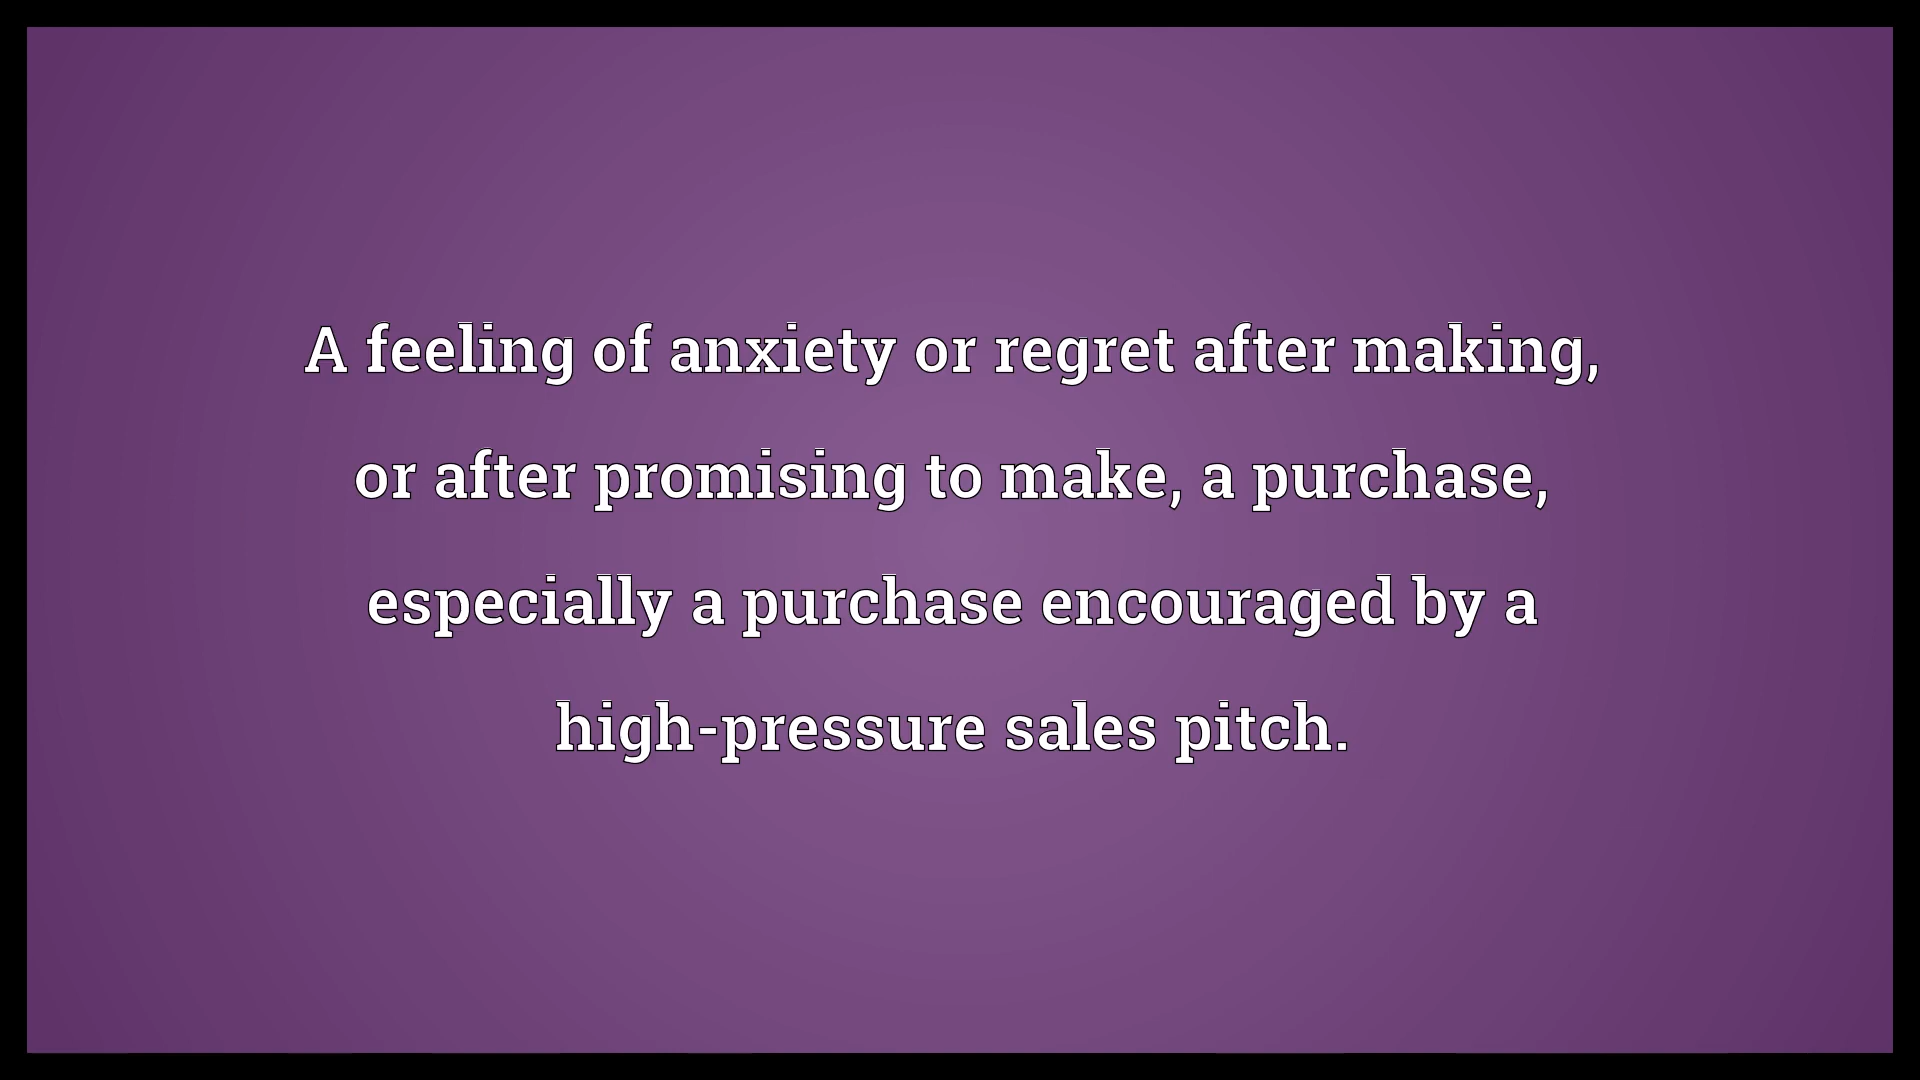 A feeling of anxiety or regret after making,
or after promising to make, a purchase,
especially a purchase encouraged by a
high-pressure sales pitch.